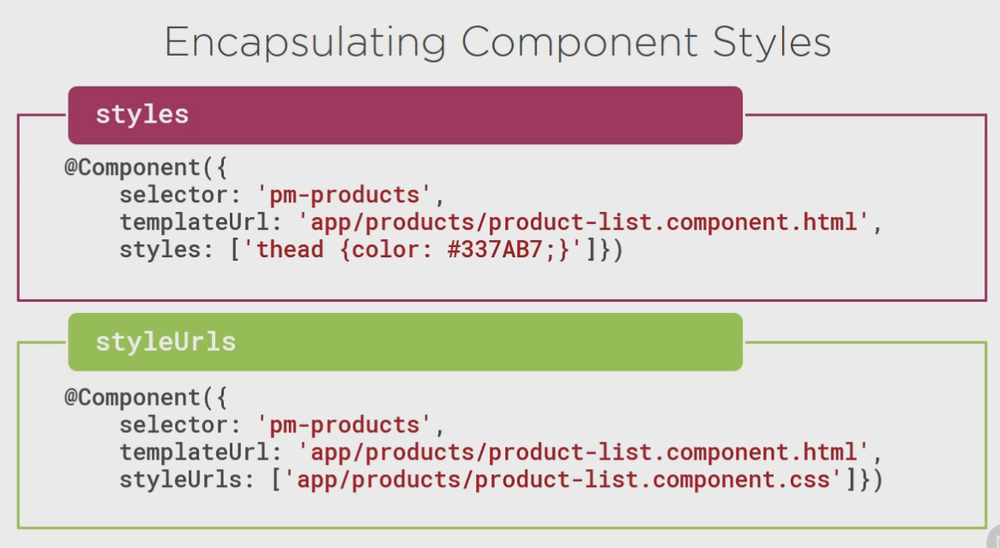 Encapsulating Component Styles
styles
@Component({
    selector: 'pm-products',
    templateUrl: 'app/products/product-list.component.html',
    styles: ['thead {color: #337AB7;}']})
styleUrls
@Component({
    selector: 'pm-products',
    templateUrl: 'app/products/product-list.component.html',
    styleUrls: ['app/products/product-list.component.css']})